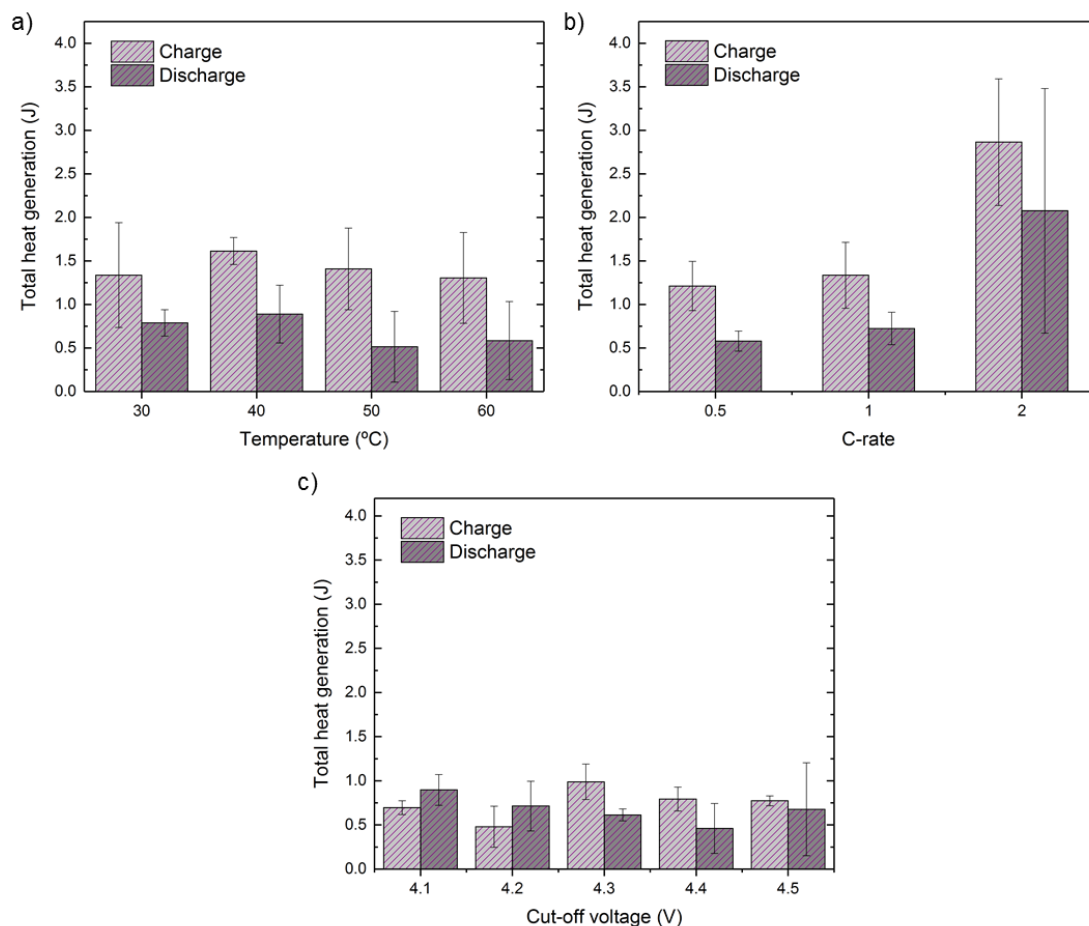 a)
Total heat generation (J)
4.0
3.5
3.0
2.5
2.0
1.5
1.0
0.5
0.0
Charge
Discharge
30 40 50 60
Temperature (ºC)
b)
Total heat generation (J)
4.0
3.5
3.0
2.5
2.0
1.5
1.0
0.5
0.0
Charge
Discharge
0.5 1 2
C-rate
c)
Total heat generation (J)
4.0
3.5
3.0
2.5
2.0
1.5
1.0
0.5
0.0
Charge
Discharge
4.1 4.2 4.3 4.4 4.5
Cut-off voltage (V)